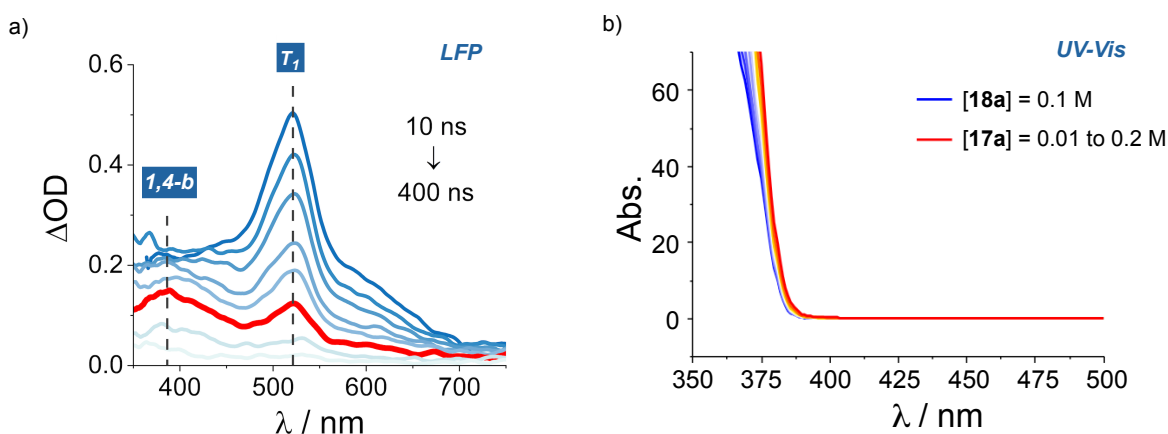 a)
LFP
T1
1,4-b
10 ns
↓
400 ns
ΔOD
0.6
0.4
0.2
0.0
400 500 600 700
λ / nm
b)
UV-Vis
[18a] = 0.1 M
[17a] = 0.01 to 0.2 M
Abs.
60
40
20
0
350 375 400 425 450 475 500
λ / nm